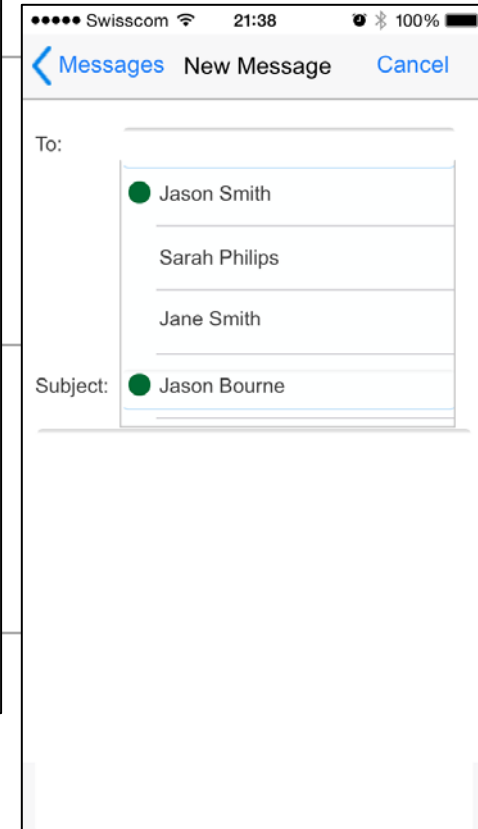 Swisscom 21:38 100%
Messages New Message Cancel
To:
Jason Smith
Sarah Philips
Jane Smith
Subject: Jason Bourne